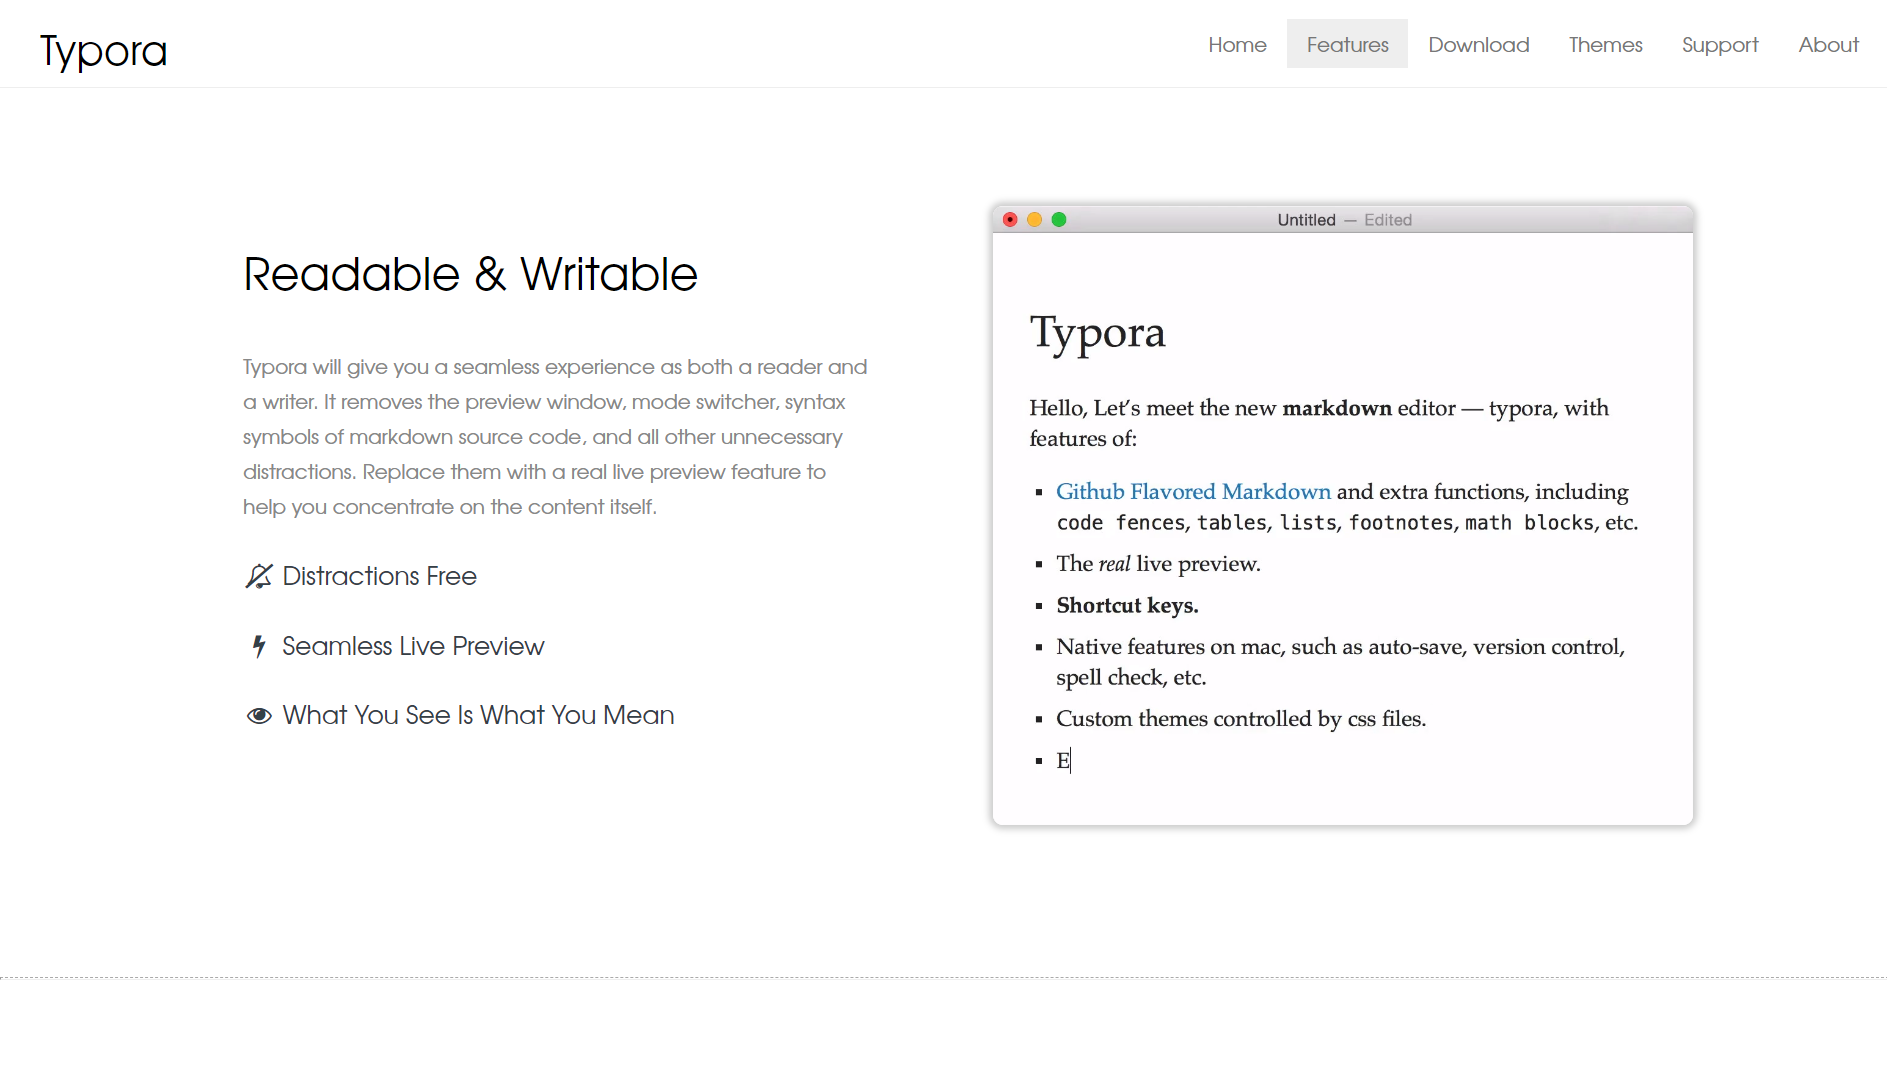 Typora
Home Features Download Themes Support About
Readable & Writable
Typora will give you a seamless experience as both a reader and
a writer. It removes the preview window, mode switcher, syntax
symbols of markdown source code, and all other unnecessary
distractions. Replace them with a real live preview feature to
help you concentrate on the content itself.
Distractions Free
Seamless Live Preview
What You See Is What You Mean
Untitled — Edited
Typora
Hello, Let’s meet the new markdown editor — typora, with
features of:
▪ Github Flavored Markdown and extra functions, including
code fences, tables, lists, footnotes, math blocks, etc.
▪ The real live preview.
▪ Shortcut keys.
▪ Native features on mac, such as auto-save, version control,
spell check, etc.
▪ Custom themes controlled by css files.
▪ E